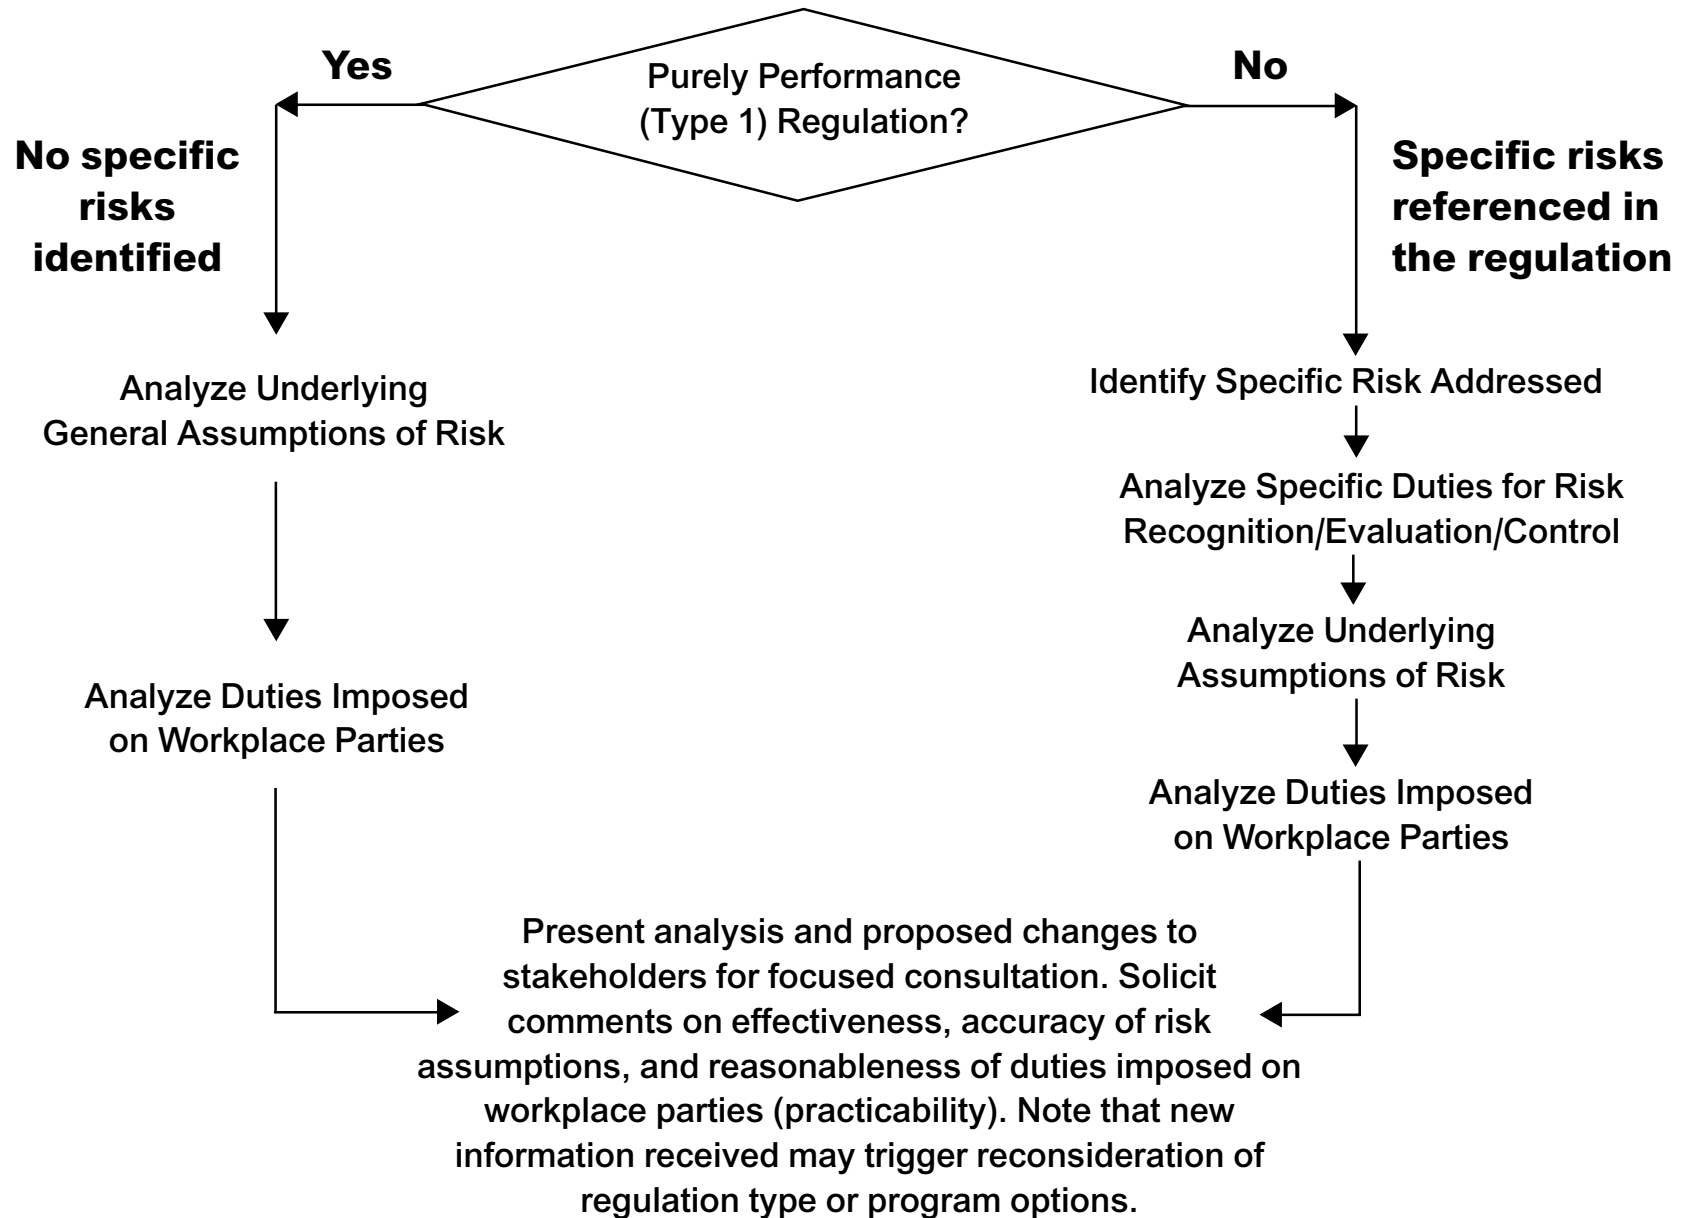 Purely Performance
(Type 1) Regulation?
Yes
No specific
risks
identified
Analyze Underlying
General Assumptions of Risk
Analyze Duties Imposed
on Workplace Parties
No
Specific risks
referenced in
the regulation
Identify Specific Risk Addressed
Analyze Specific Duties for Risk
Recognition/Evaluation/Control
Analyze Underlying
Assumptions of Risk
Analyze Duties Imposed
on Workplace Parties
Present analysis and proposed changes to
stakeholders for focused consultation. Solicit
comments on effectiveness, accuracy of risk
assumptions, and reasonableness of duties imposed on
workplace parties (practicability). Note that new
information received may trigger reconsideration of
regulation type or program options.